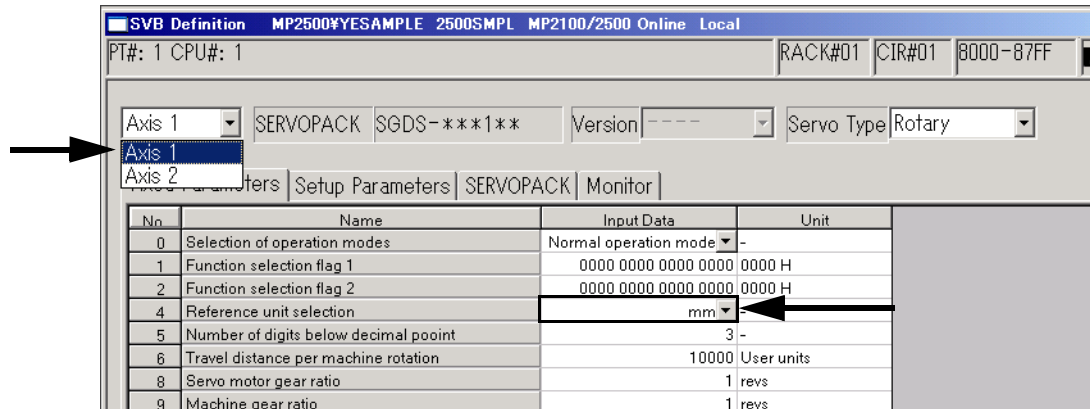 SVB Definition MP2500¥YESAMPLE 2500SMPL MP2100/2500 Online Local
PT#: 1 CPU#: 1 RACK#01 CIR#01 8000-87FF
Axis 1 SERVOPACK SGDS-***1** Version ---- Servo Type Rotary
Axis 1
Axis 2
Setup Parameters SERVOPACK Monitor
No Name Input Data Unit
0 Selection of operation modes Normal operation mode -
1 Function selection flag 1 0000 0000 0000 0000 0000 H
2 Function selection flag 2 0000 0000 0000 0000 0000 H
4 Reference unit selection mm -
5 Number of digits below decimal pooint 3 -
6 Travel distance per machine rotation 10000 User units
8 Servo motor gear ratio 1 revs
9 Machine gear ratio 1 revs